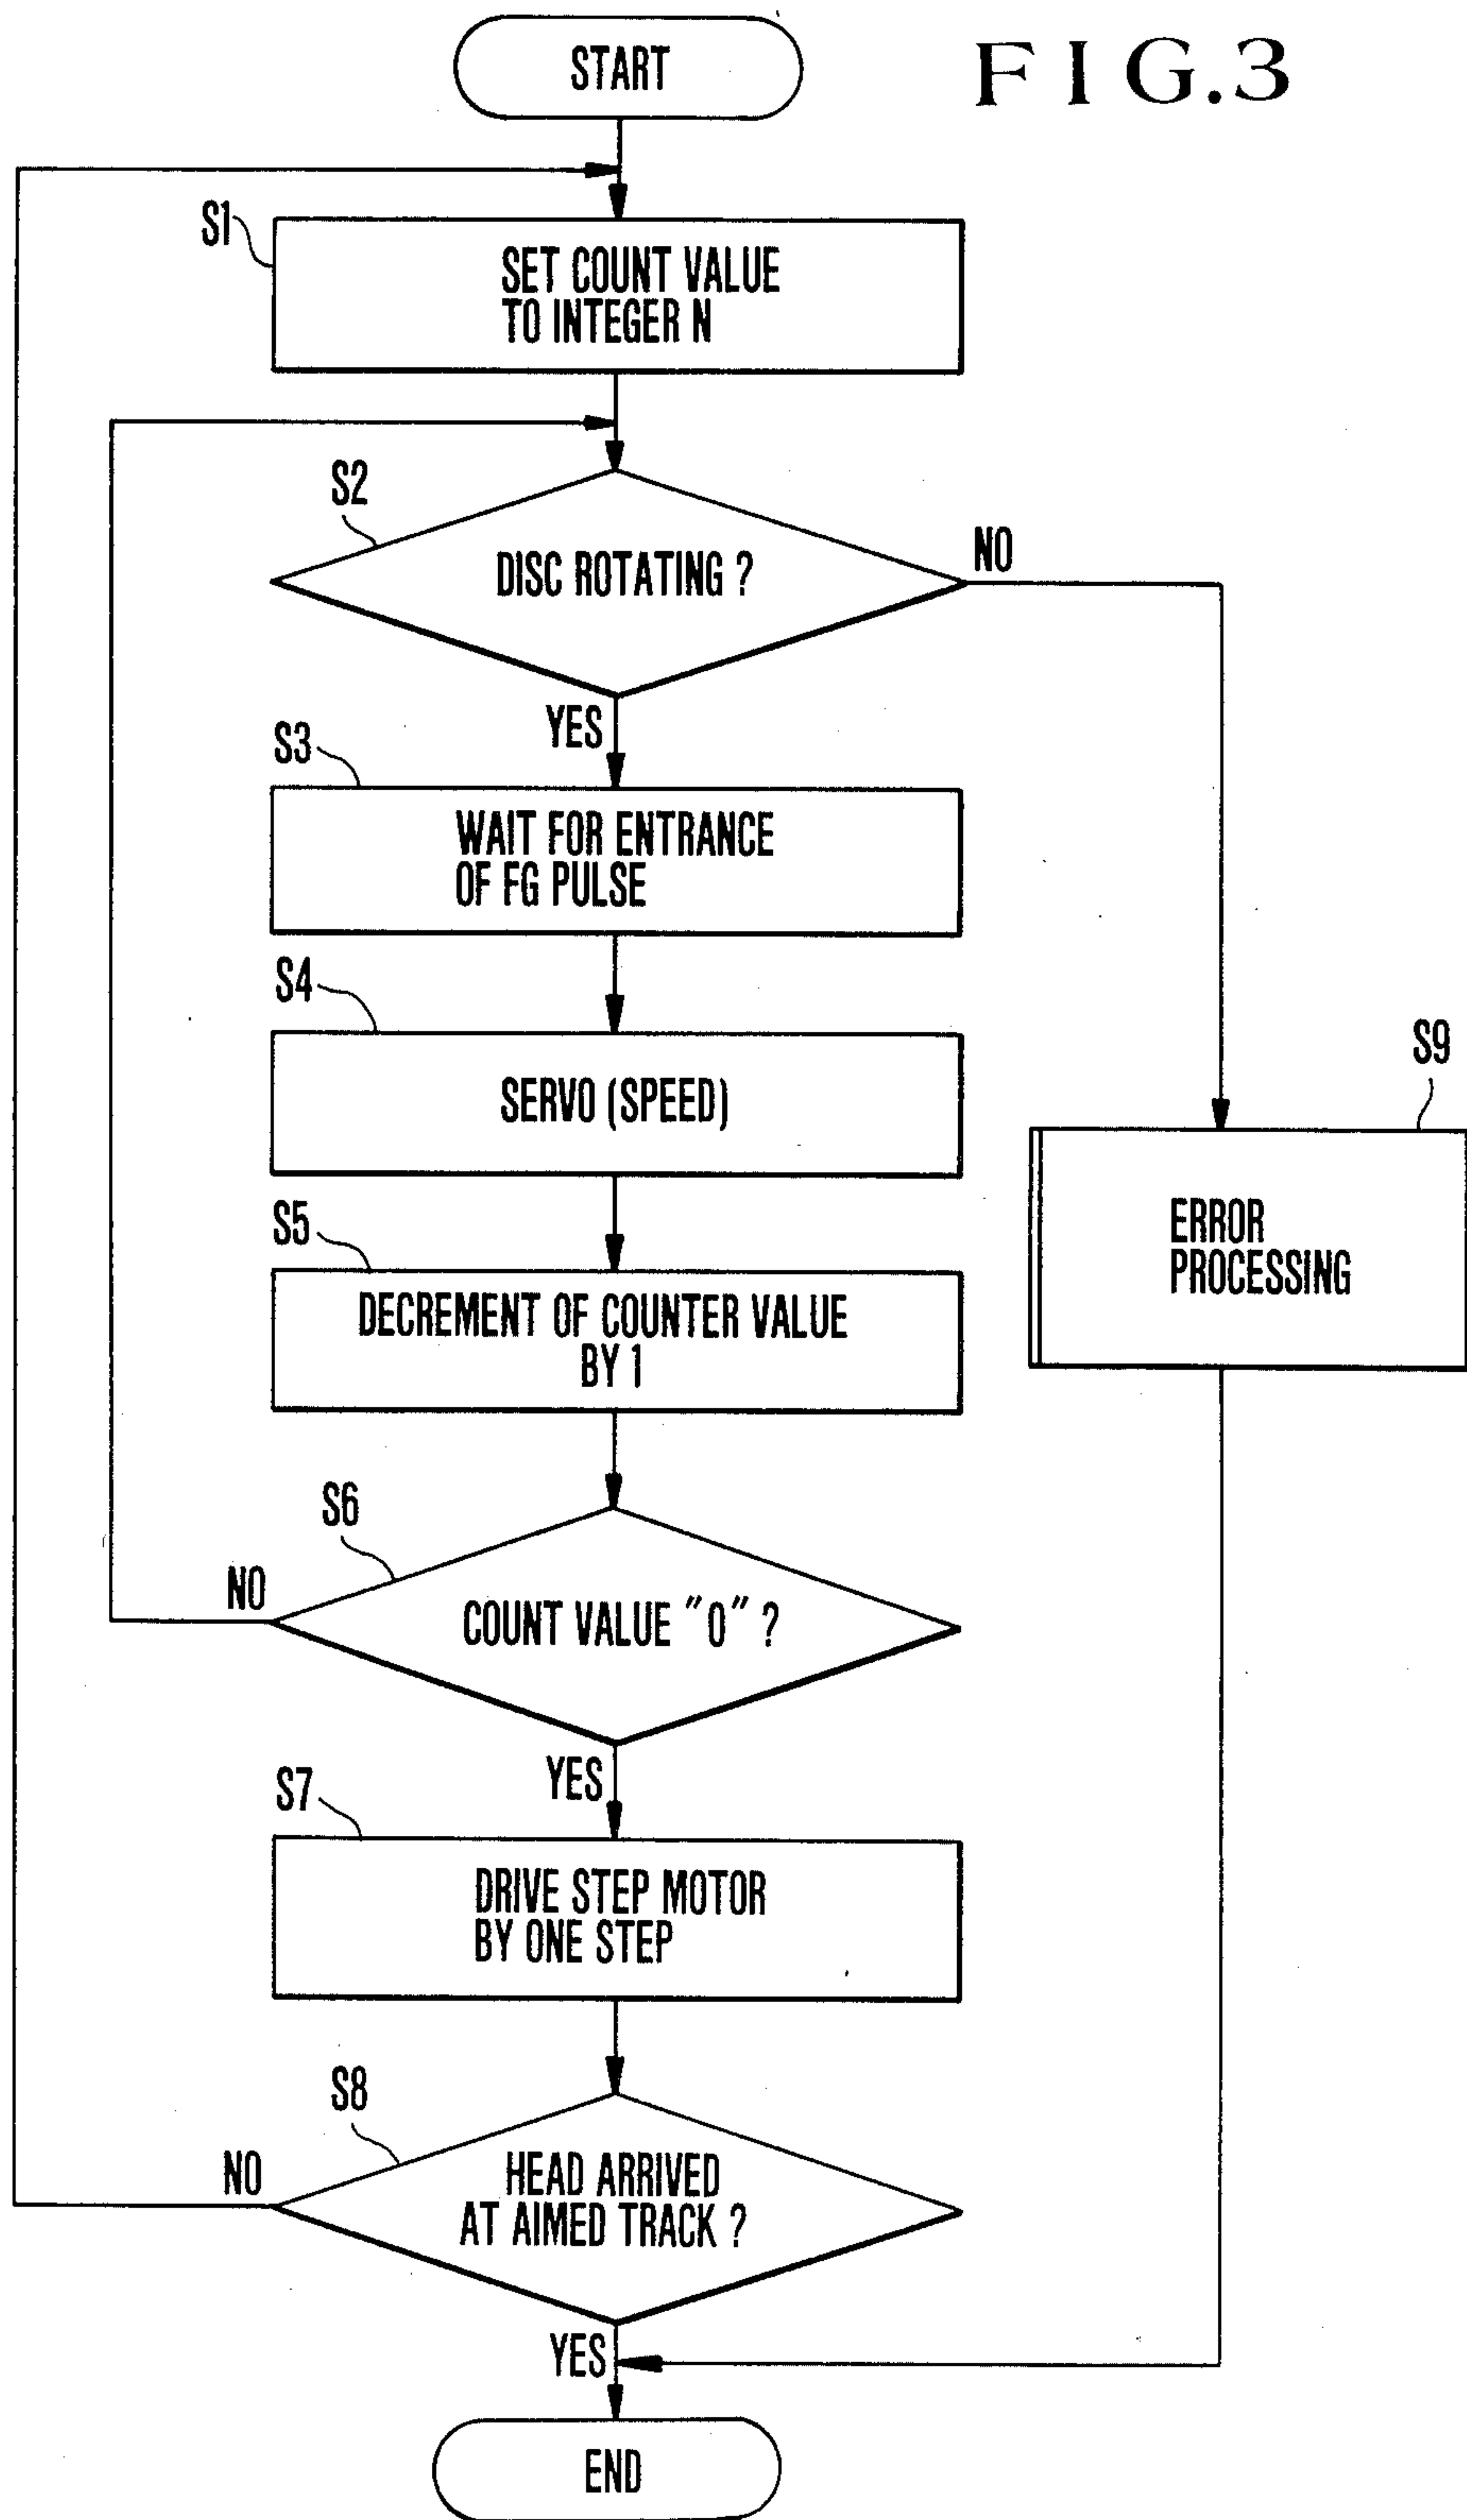 START
FIG.3
S1
SET COUNT VALUE
TO INTEGER N
S2
DISC ROTATING ?
NO
YES
S3
WAIT FOR ENTRANCE
OF FG PULSE
S4
SERVO (SPEED)
S9
ERROR
PROCESSING
S5
DECREMENT OF COUNTER VALUE
BY 1
S6
NO
COUNT VALUE "0" ?
YES
S7
DRIVE STEP MOTOR
BY ONE STEP
S8
NO
HEAD ARRIVED
AT AIMED TRACK ?
YES
END